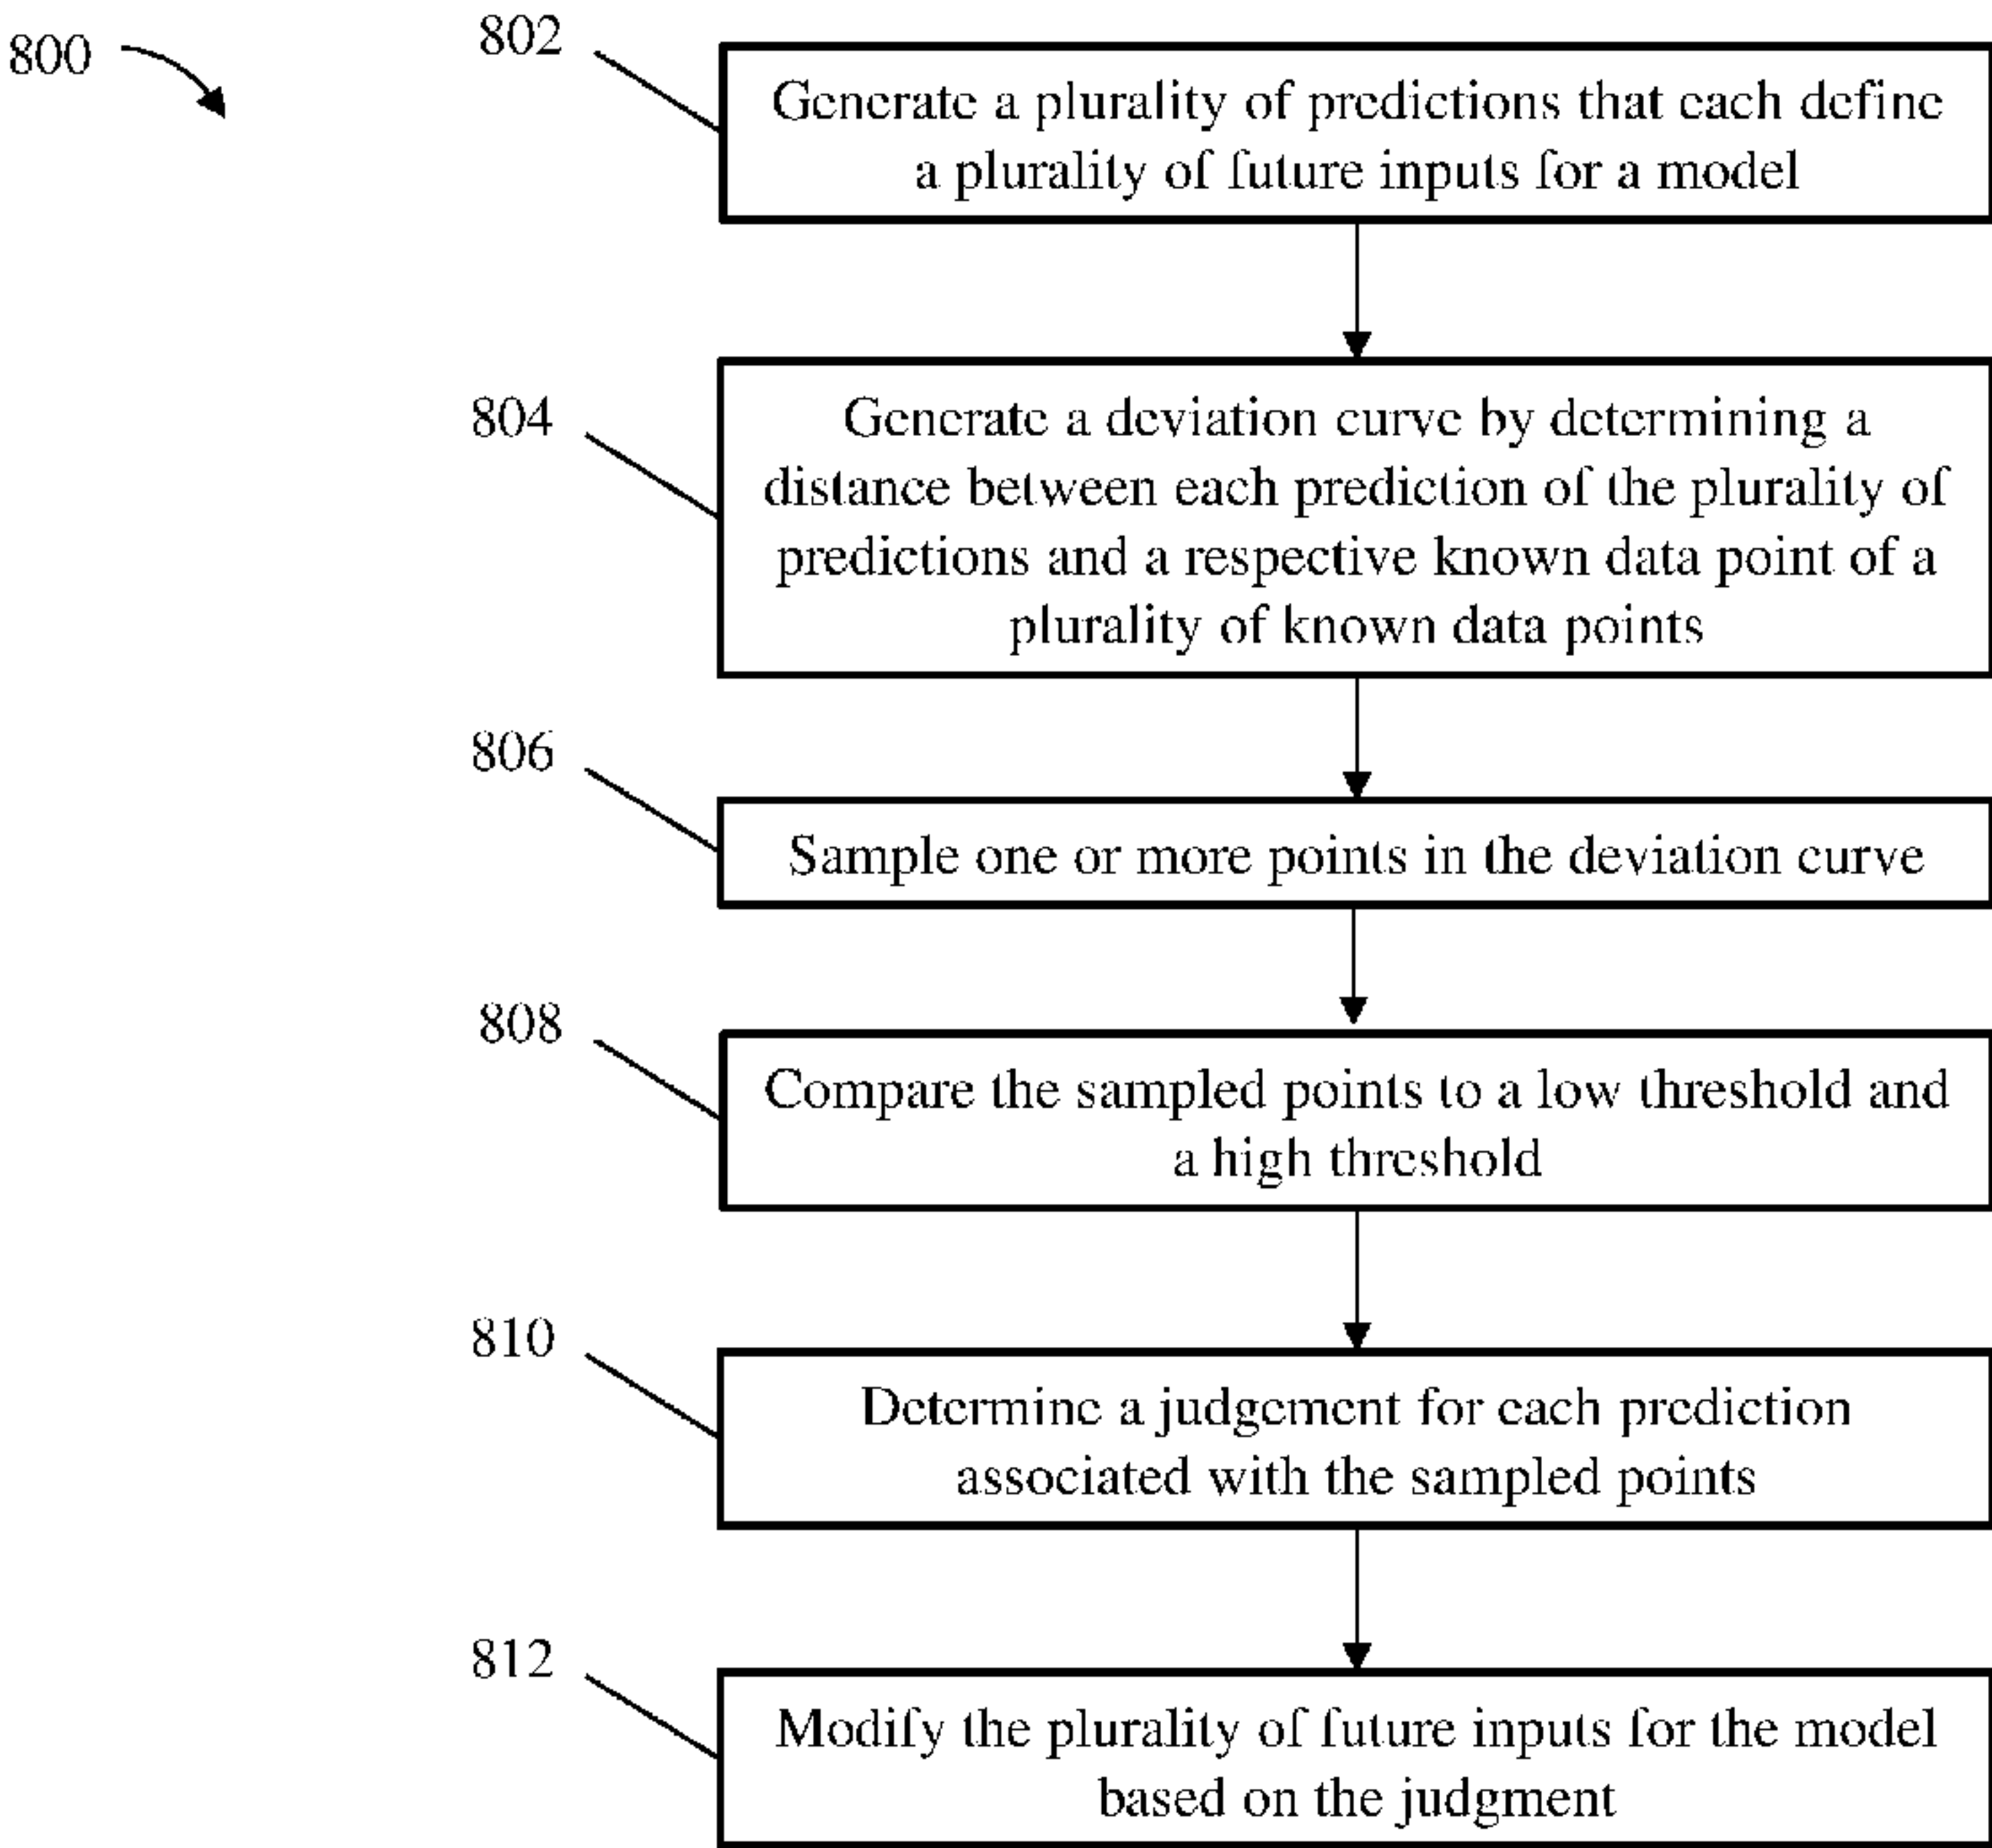 800
802
Generate a plurality of predictions that each define
a plurality of future inputs for a model
804
Generate a deviation curve by determining a
distance between each prediction of the plurality of
predictions and a respective known data point of a
plurality of known data points
806
Sample one or more points in the deviation curve
808
Compare the sampled points to a low threshold and
a high threshold
810
Determine a judgement for each prediction
associated with the sampled points
812
Modify the plurality of future inputs for the model
based on the judgment